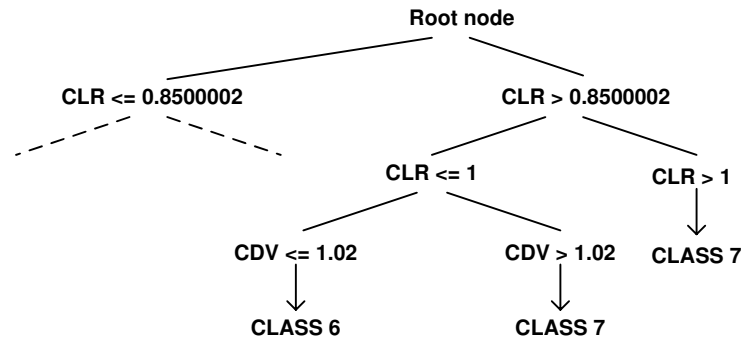 Root node
CLR <= 0.8500002
CLR > 0.8500002
CLR <= 1
CLR > 1
CDV <= 1.02
CDV > 1.02
CLASS 7
CLASS 6
CLASS 7